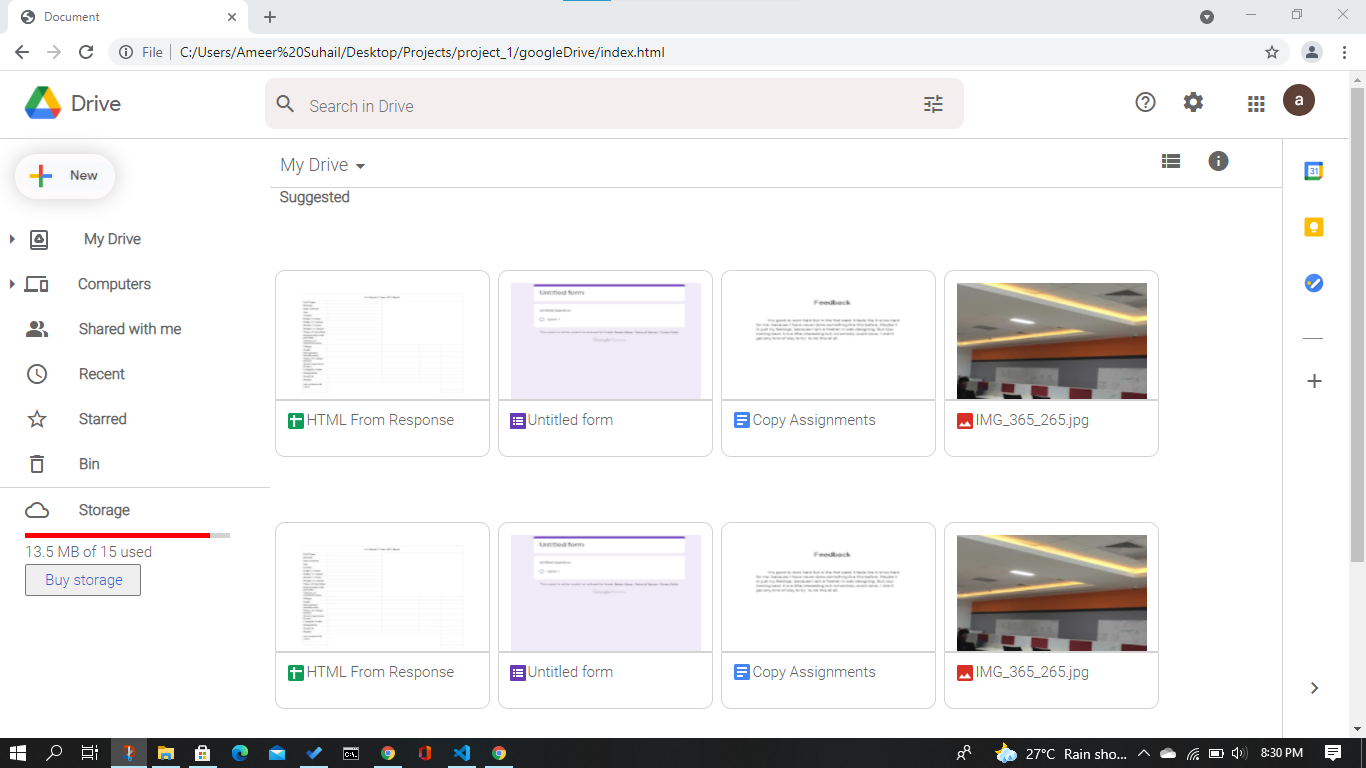 Document
File
C:/Users/Ameer%20Suhail/Desktop/Projects/project_1/googleDrive/index.html
Drive
Search in Drive
a
New
My Drive
Computers
Shared with me
Recent
Starred
Bin
Storage
13.5 MB of 15 used
Buy storage
My Drive
Suggested
Untitled form
Feedback
HTML From Response
Untitled form
Copy Assignments
IMG_365_265.jpg
Untitled form
Feedback
HTML From Response
Untitled form
Copy Assignments
IMG_365_265.jpg
31
27°C Rain sho...
8:30 PM